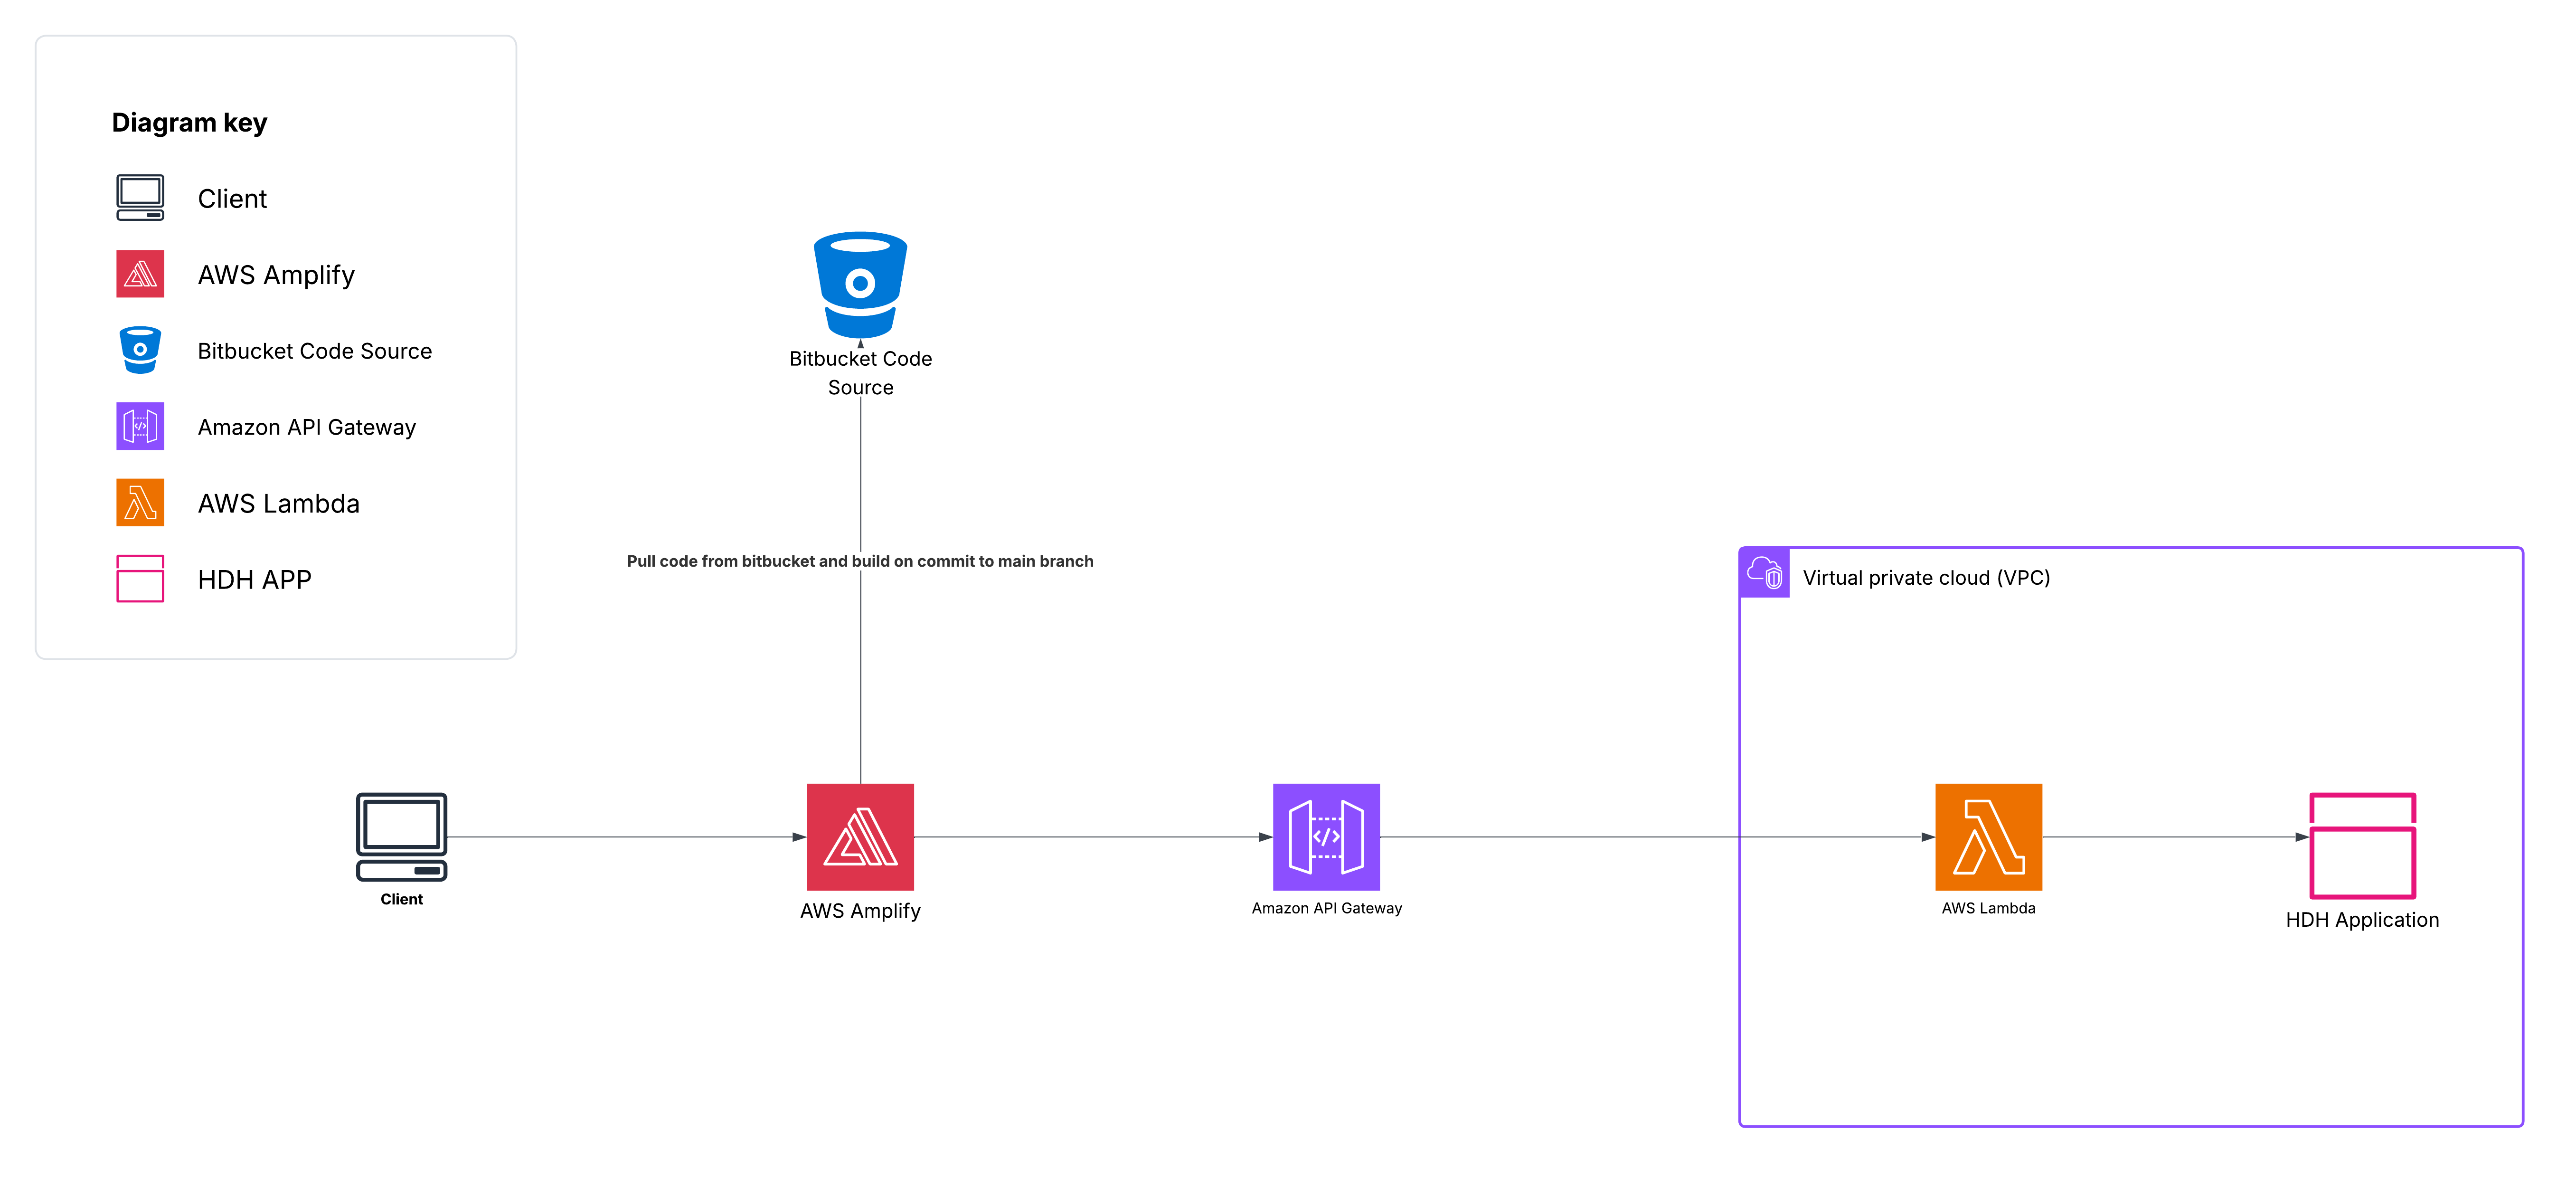 Diagram key
Client
AWS Amplify
Bitbucket Code Source
Amazon API Gateway
AWS Lambda
HDH APP
Bitbucket Code
Source
Pull code from bitbucket and build on commit to main branch
Virtual private cloud (VPC)
Client
AWS Amplify
Amazon API Gateway
AWS Lambda
HDH Application